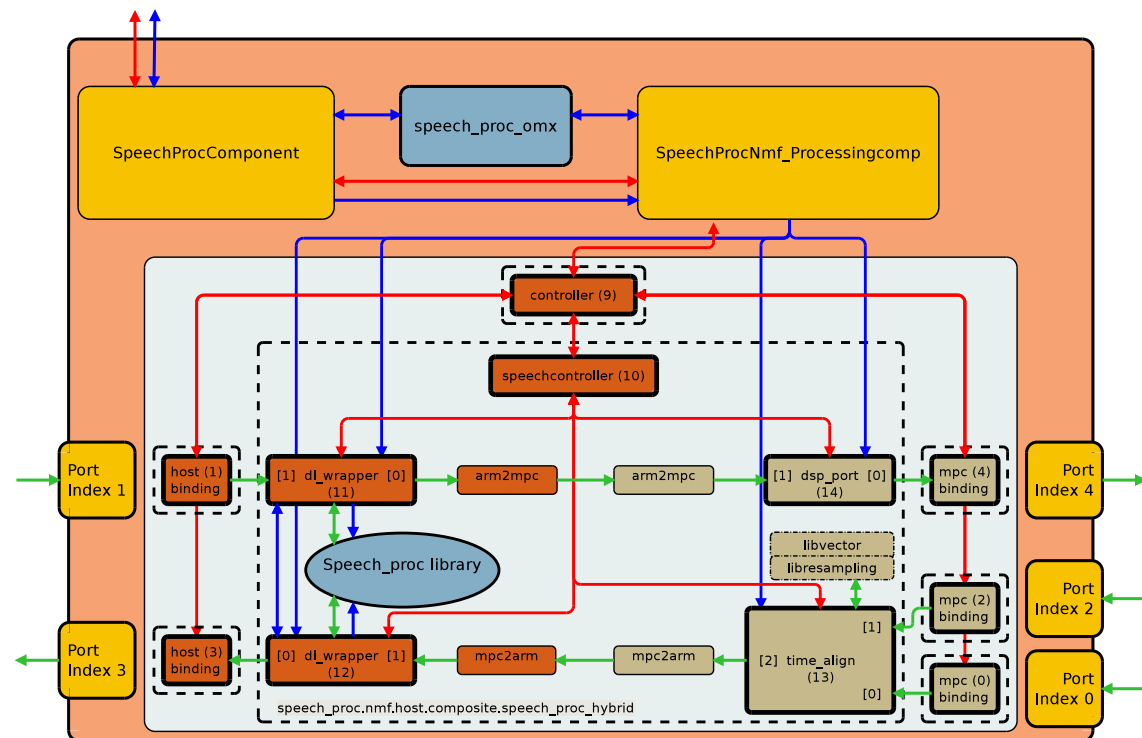 speech_proc_omx
SpeechProcComponent
SpeechProcNmf_Processingcomp
controller (9)
speechcontroller (10)
Port
Index 1
host (1)
binding
[1] dl_wrapper [0]
(11)
arm2mpc
arm2mpc
[1] dsp_port [0]
(14)
mpc (4)
binding
Port
Index 4
libvector
libresampling
Speech_proc library
mpc (2)
binding
Port
Index 2
[1]
Port
Index 3
host (3)
binding
[0] dl_wrapper [1]
(12)
mpc2arm
mpc2arm
[2] time_align
(13)
[0]
mpc (0)
binding
Port
Index 0
speech_proc.nmf.host.composite.speech_proc_hybrid